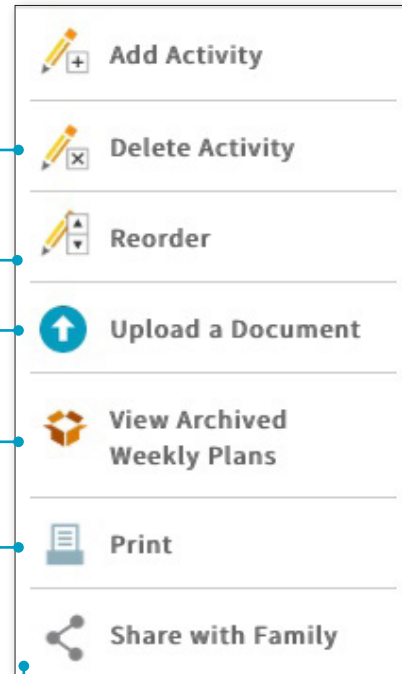 Add Activity
Delete Activity
Reorder
Upload a Document
View Archived
Weekly Plans
Print
Share with Family